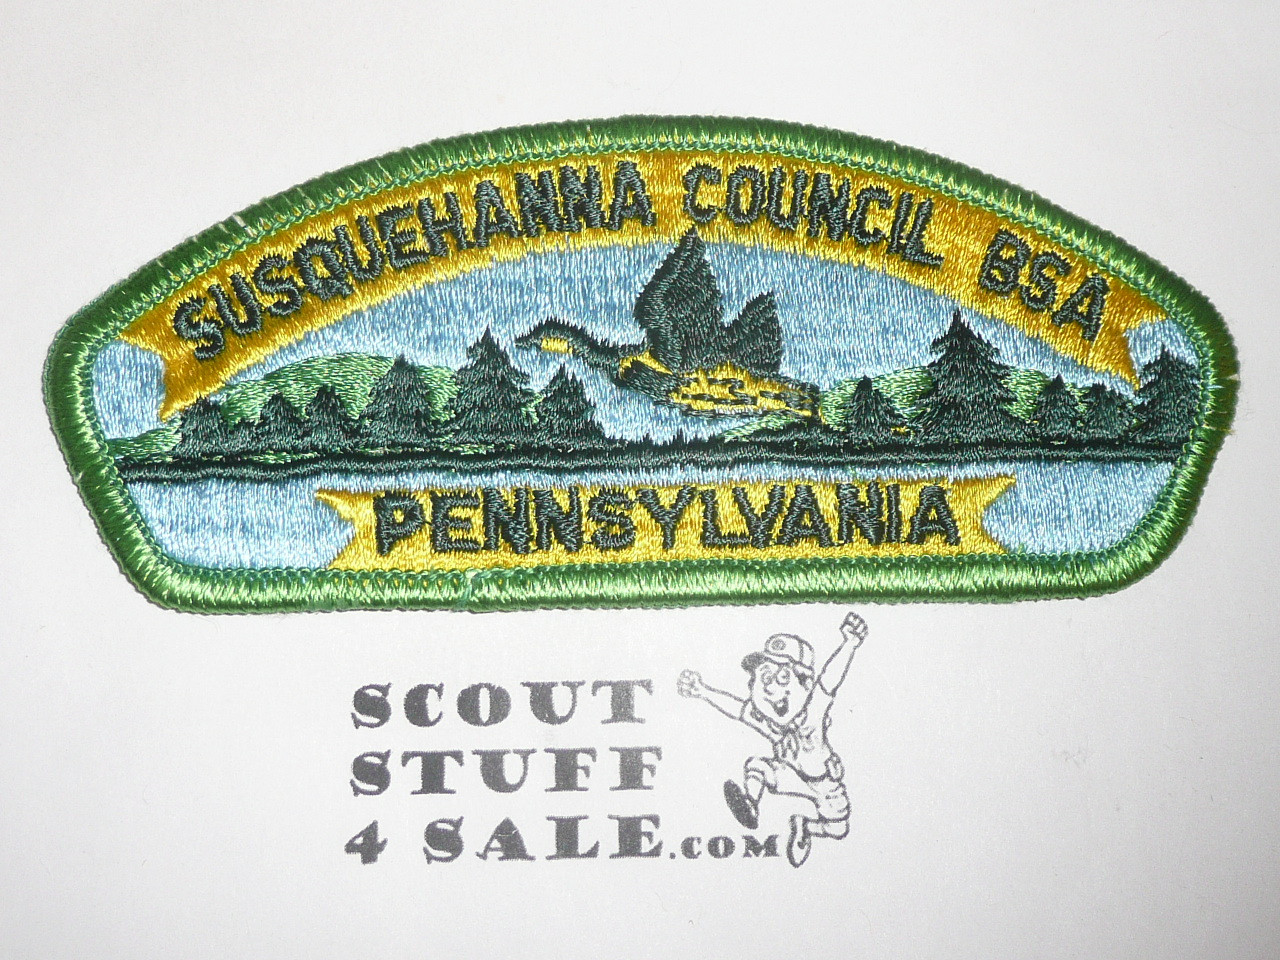 SUSQUEHANNA COUNCIL BSA
PENNSYLVANIA
SCOUT
STUFF
4 SALE.COM